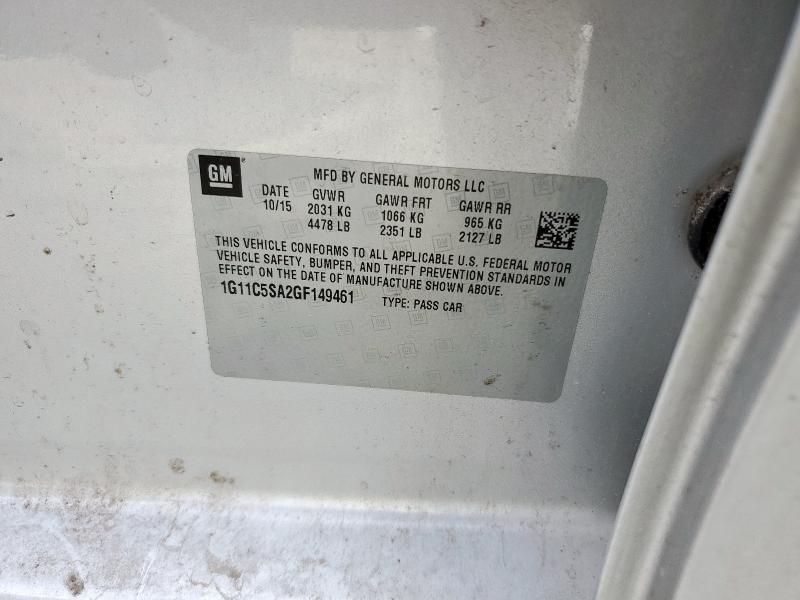 GM MFD BY GENERAL MOTORS LLC
DATE GVWR GAWR FRT GAWR RR
10/15 2031 KG 1066 KG 965 KG
4478 LB 2351 LB 2127 LB
THIS VEHICLE CONFORMS TO ALL APPLICABLE U.S. FEDERAL MOTOR
VEHICLE SAFETY, BUMPER, AND THEFT PREVENTION STANDARDS IN
EFFECT ON THE DATE OF MANUFACTURE SHOWN ABOVE.
1G11C5SA2GF149461 TYPE: PASS CAR